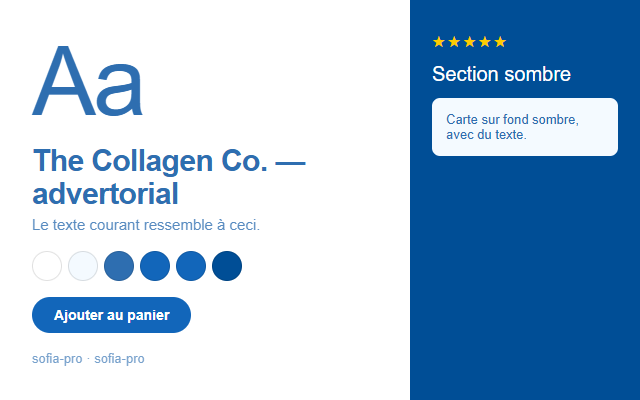 Aa
The Collagen Co. —
advertorial
Le texte courant ressemble à ceci.
Ajouter au panier
sofia-pro · sofia-pro
Section sombre
Carte sur fond sombre,
avec du texte.